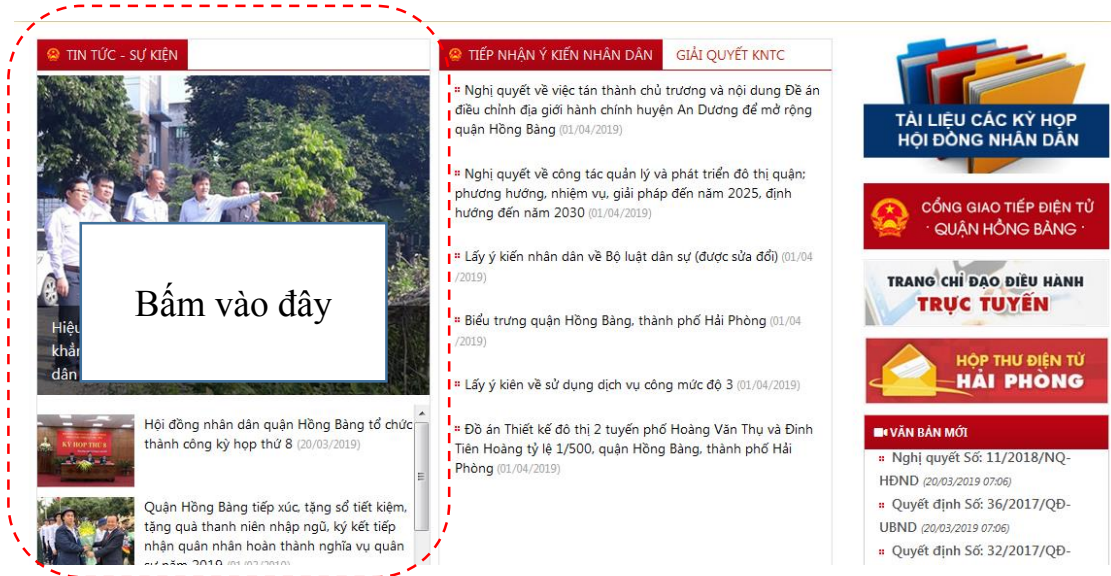 TIN TỨC - SỰ KIỆN
Bấm vào đây
khẳn
dân
Hội đồng nhân dân quận Hồng Bàng tổ chức
thành công kỳ họp thứ 8 (20/03/2019)
KỲ HỌP THỨ 8
Quận Hồng Bàng tiếp xúc, tặng sổ tiết kiệm,
tặng quà thanh niên nhập ngũ, ký kết tiếp
nhận quân nhân hoàn thành nghĩa vụ quân
sự năm 2019
TIẾP NHẬN Ý KIẾN NHÂN DÂN
GIẢI QUYẾT KNTC
Nghị quyết về việc tán thành chủ trương và nội dung Đề án
điều chỉnh địa giới hành chính huyện An Dương để mở rộng
quận Hồng Bàng (01/04/2019)
Nghị quyết về công tác quản lý và phát triển đô thị quận;
phương hướng, nhiệm vụ, giải pháp đến năm 2025, định
hướng đến năm 2030 (01/04/2019)
Lấy ý kiến nhân dân về Bộ luật dân sự (được sửa đổi) (01/04
/2019)
Biểu trưng quận Hồng Bàng, thành phố Hải Phòng (01/04
/2019)
Lấy ý kiên về sử dụng dịch vụ công mức độ 3 (01/04/2019)
Đồ án Thiết kế đô thị 2 tuyến phố Hoàng Văn Thụ và Đinh
Tiên Hoàng tỷ lệ 1/500, quận Hồng Bàng, thành phố Hải
Phòng (01/04/2019)
TÀI LIỆU CÁC KỲ HỌP
HỘI ĐỒNG NHÂN DÂN
CỔNG GIAO TIẾP ĐIỆN TỬ
· QUẬN HỒNG BÀNG ·
TRANG CHỈ ĐẠO ĐIỀU HÀNH
TRỰC TUYẾN
HỘP THƯ ĐIỆN TỬ
HẢI PHÒNG
VĂN BẢN MỚI
Nghị quyết Số: 11/2018/NQ-
HĐND (20/03/2019 07:06)
Quyết định Số: 36/2017/QĐ-
UBND (20/03/2019 07:06)
Quyết định Số: 32/2017/QĐ-